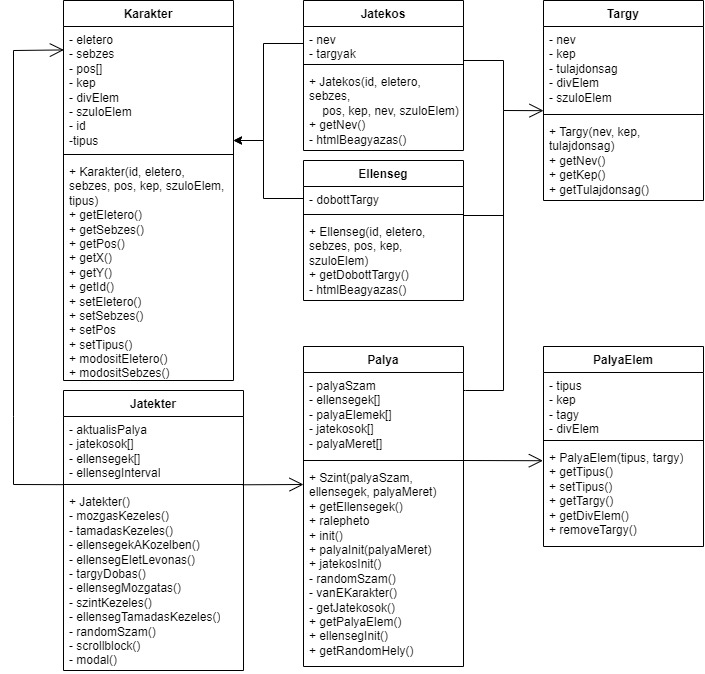 Karakter
- eletero
- sebzes
- pos[]
- kep
- divElem
- szuloElem
- id
-tipus
+ Karakter(id, eletero,
sebzes, pos, kep, szuloElem,
tipus)
+ getEletero()
+ getSebzes()
+ getPos()
+ getX()
+ getY()
+ getId()
+ setEletero()
+ setSebzes()
+ setPos
+ setTipus()
+ modositEletero()
+ modositSebzes()
Jatekos
- nev
- targyak
+ Jatekos(id, eletero,
sebzes,
pos, kep, nev, szuloElem)
+ getNev()
- htmlBeagyazas()
Targy
- nev
- kep
- tulajdonsag
- divElem
- szuloElem
+ Targy(nev, kep,
tulajdonsag)
+ getNev()
+ getKep()
+ getTulajdonsag()
Ellenseg
- dobottTargy
+ Ellenseg(id, eletero,
sebzes, pos, kep,
szuloElem)
+ getDobottTargy()
- htmlBeagyazas()
Jatekter
- aktualisPalya
- jatekosok[]
- ellensegek[]
- ellensegInterval
+ Jatekter()
- mozgasKezeles()
- tamadasKezeles()
- ellensegekAKozelben()
- ellensegEletLevonas()
- targyDobas()
- ellensegMozgatas()
- szintKezeles()
- ellensegTamadasKezeles()
- randomSzam()
- scrollblock()
- modal()
Palya
- palyaSzam
- ellensegek[]
- palyaElemek[]
- jatekosok[]
- palyaMeret[]
+ Szint(palyaSzam,
ellensegek, palyaMeret)
+ getEllensegek()
+ ralepheto
+ init()
+ palyaInit(palyaMeret)
+ jatekosInit()
- randomSzam()
- vanEKarakter()
- getJatekosok()
+ getPalyaElem()
+ ellensegInit()
+ getRandomHely()
PalyaElem
- tipus
- kep
- tagy
- divElem
+ PalyaElem(tipus, targy)
+ getTipus()
+ setTipus()
+ getTargy()
+ getDivElem()
+ removeTargy()